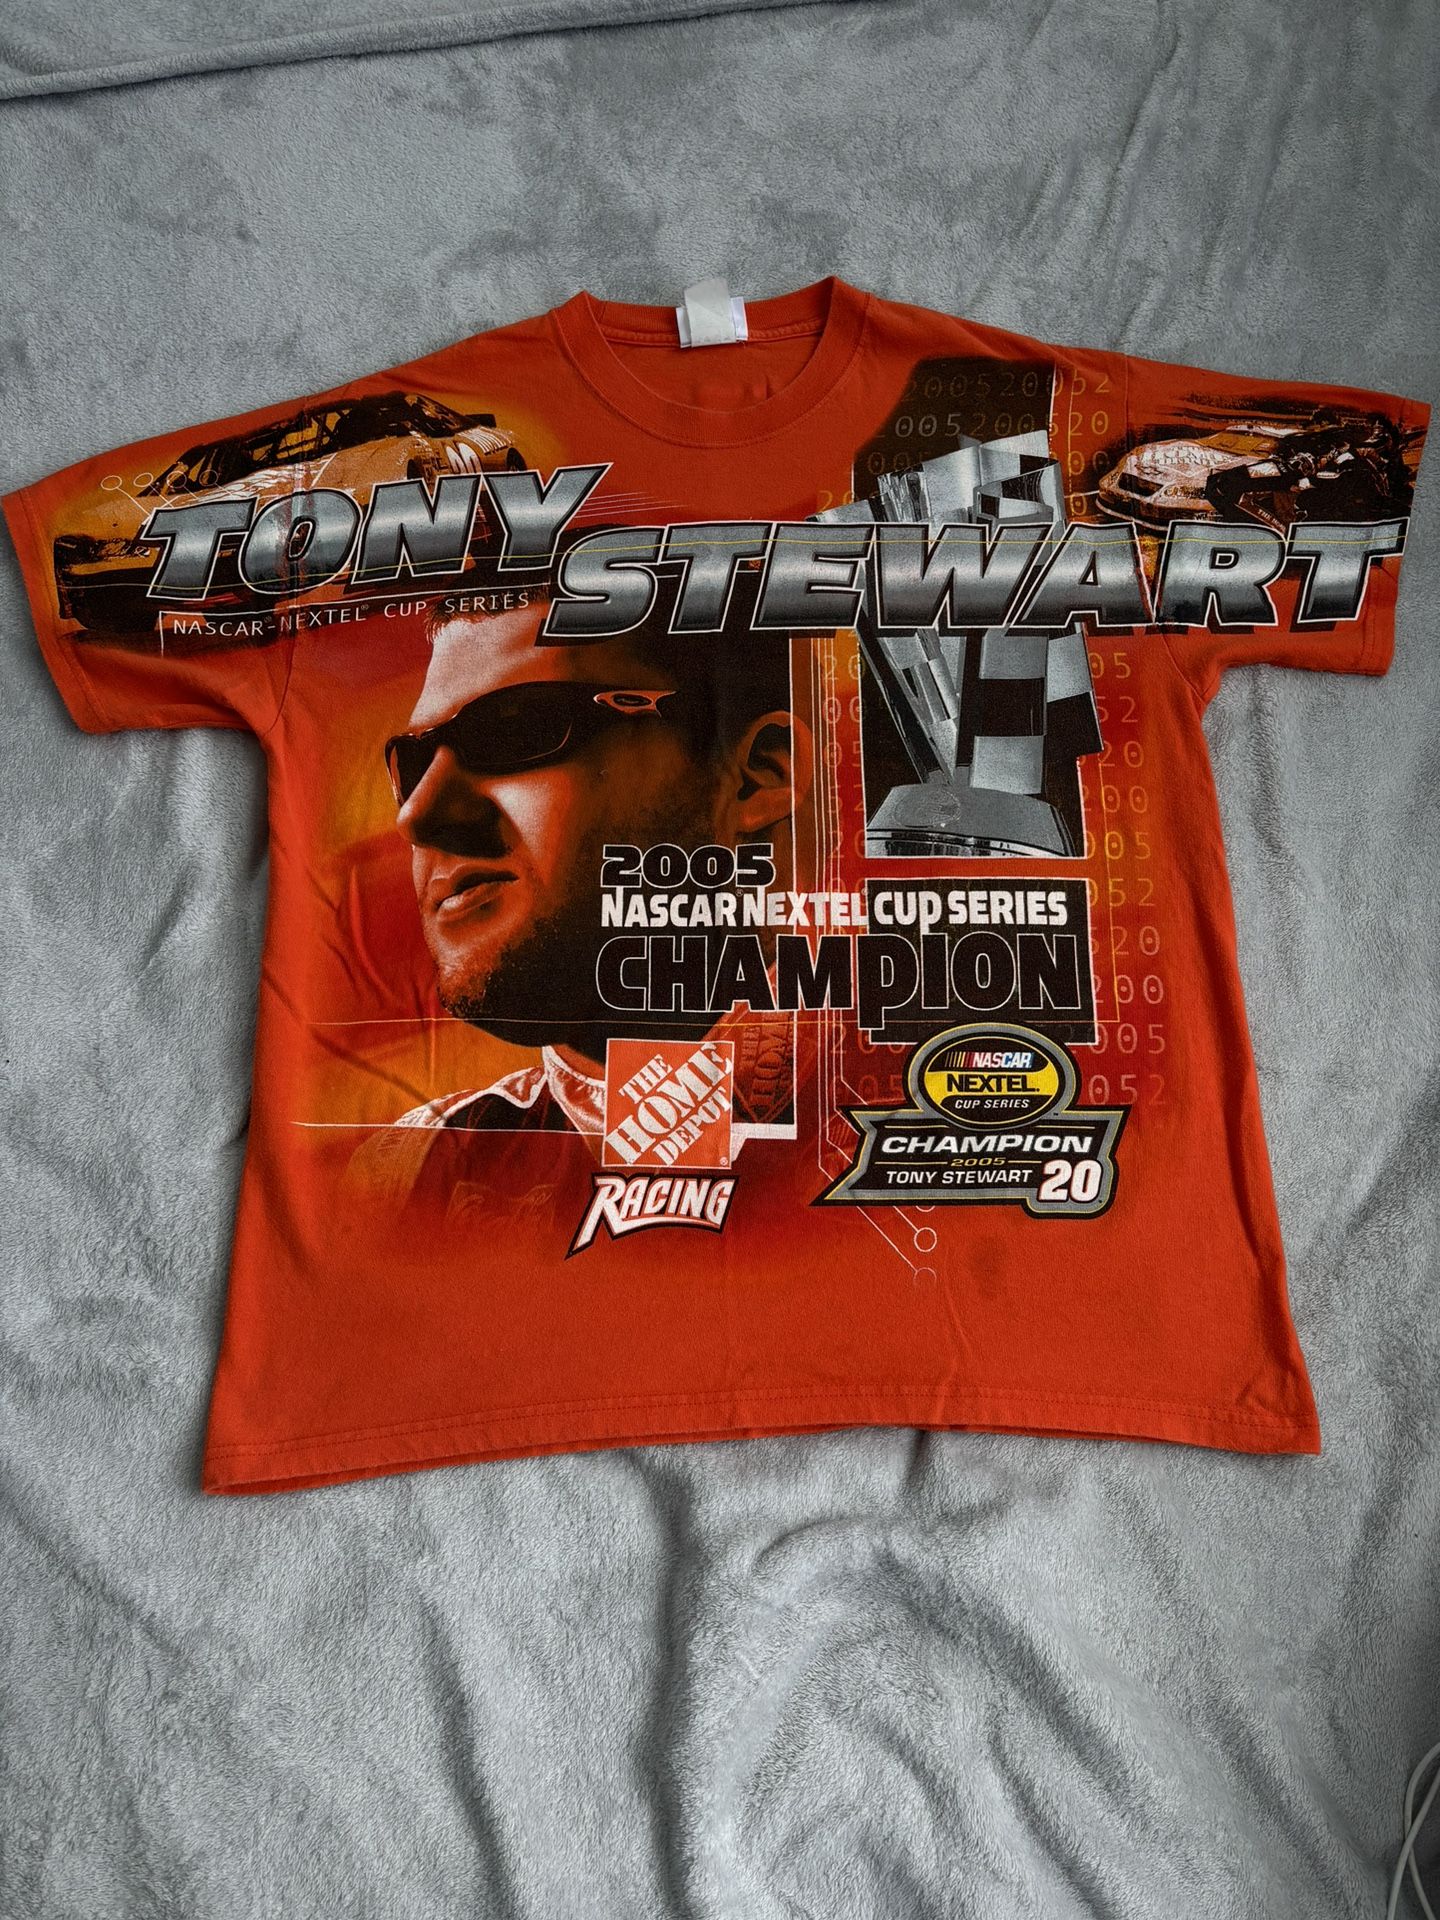 TONY
STEWART
NASCAR NEXTEL® CUP SERIES
2005
NASCAR® NEXTEL® CUP SERIES
CHAMPION
THE
HOME
DEPOT
RACING
NASCAR
NEXTEL
CUP SERIES
CHAMPION
2005
TONY STEWART 20